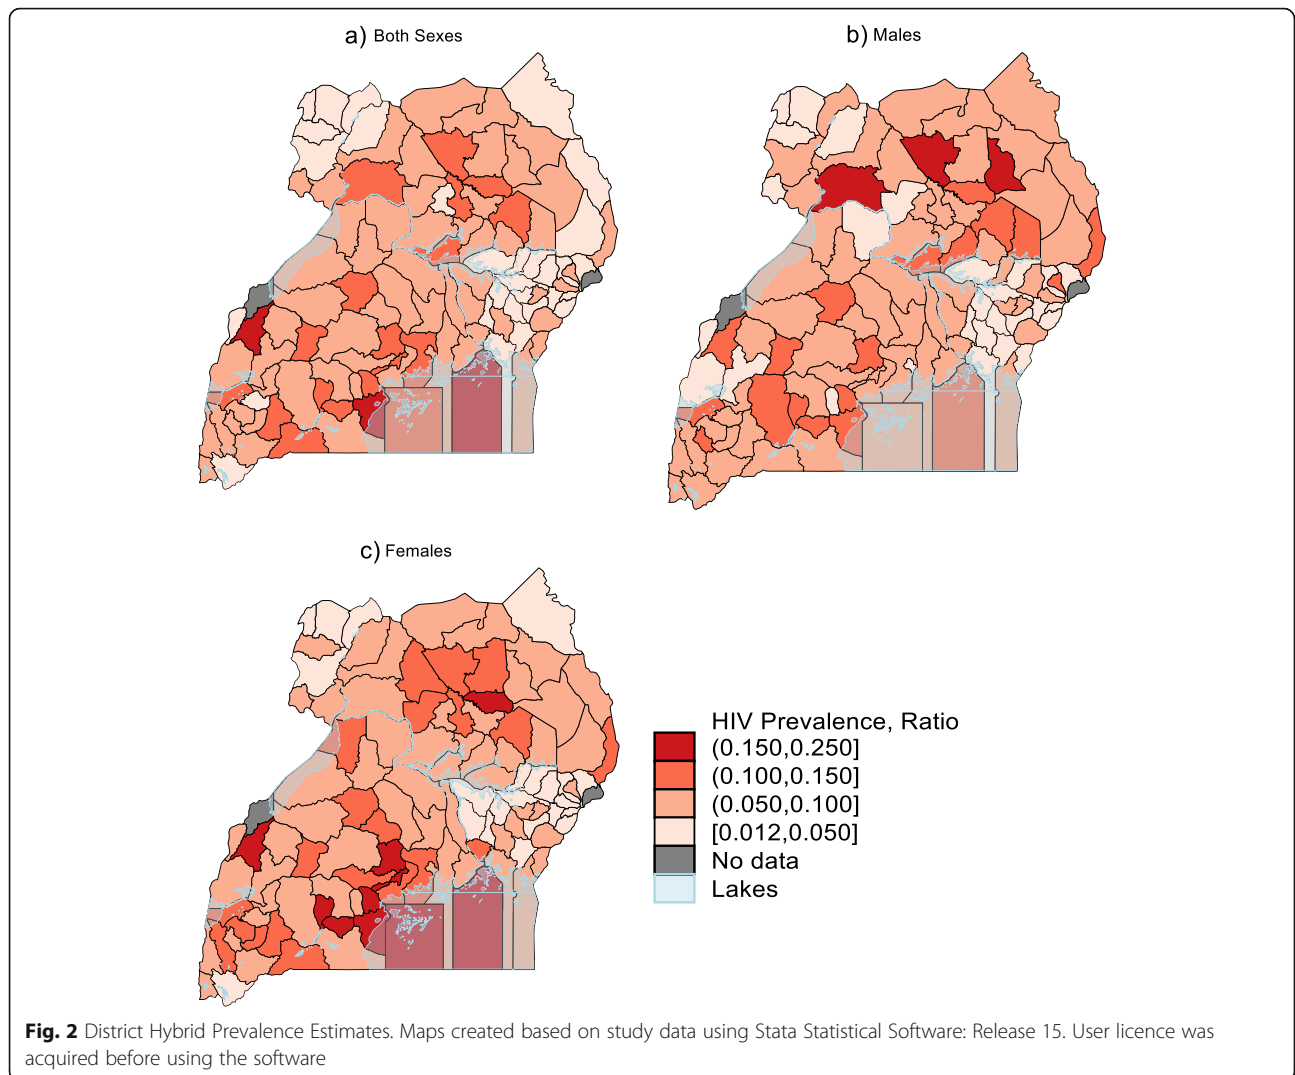 a) Both Sexes
b) Males
c) Females
HIV Prevalence, Ratio
(0.150,0.250]
(0.100,0.150]
(0.050,0.100]
[0.012,0.050]
No data
Lakes
Fig. 2 District Hybrid Prevalence Estimates. Maps created based on study data using Stata Statistical Software: Release 15. User licence was
acquired before using the software